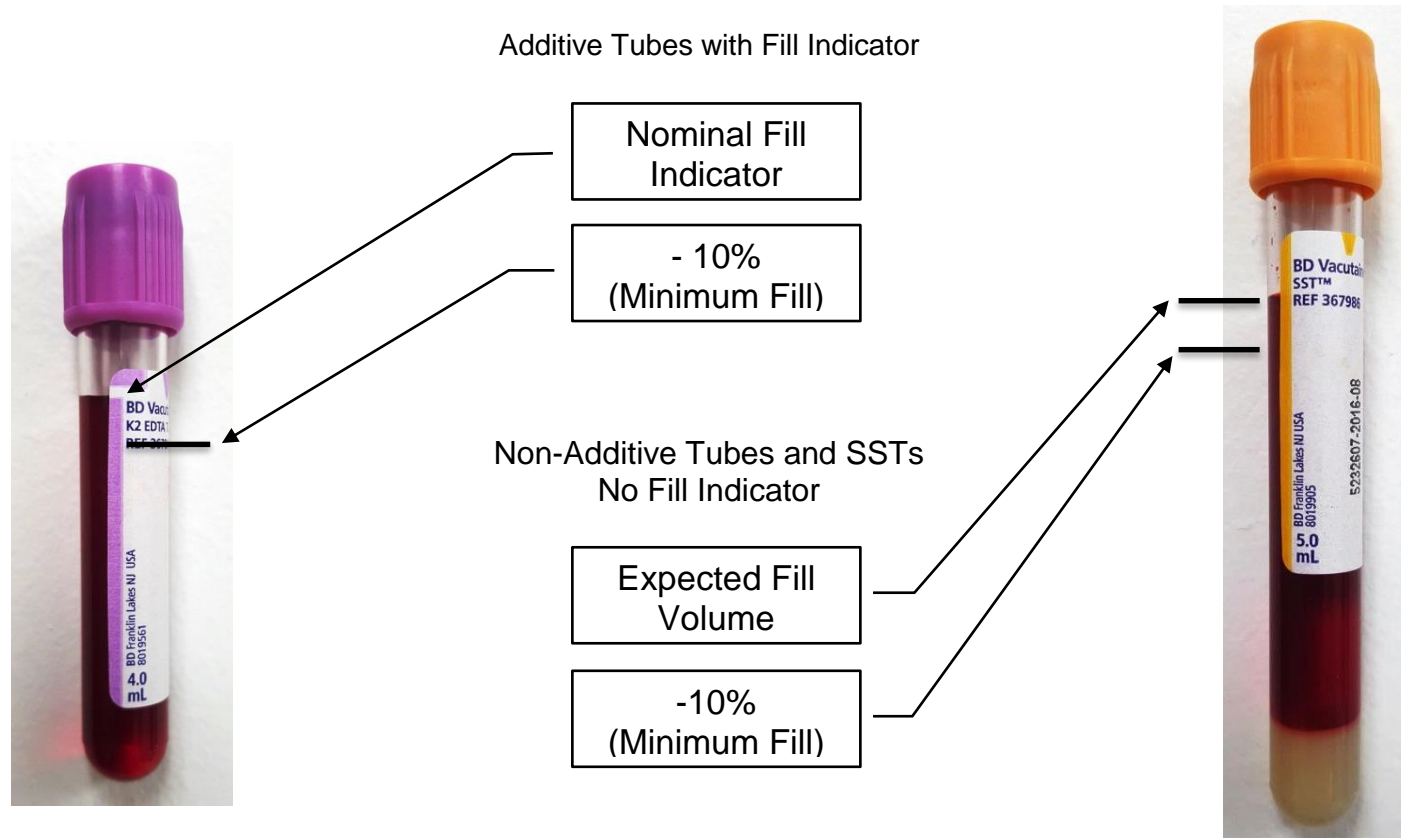 Additive Tubes with Fill Indicator
Nominal Fill
Indicator
- 10%
(Minimum Fill)
BD
K2 EDTA
REF
BD Franklin Lakes NJ USA
8019561
4.0
mL
Non-Additive Tubes and SSTs
No Fill Indicator
Expected Fill
Volume
-10%
(Minimum Fill)
BD
SST™
REF 367986
5232607-2016-08
BD Franklin Lakes NJ USA
8019905
5.0
mL